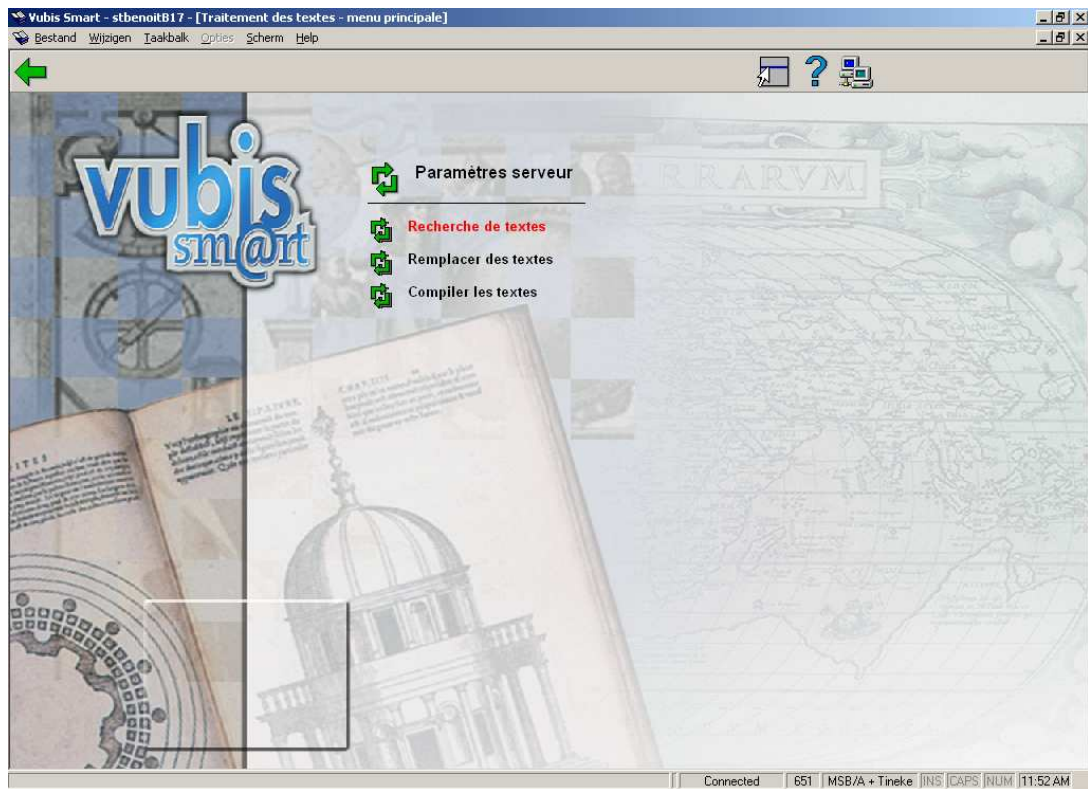 Vubis Smart - stbenoitB17 - [Traitement des textes - menu principale]
Bestand Wijzigen Taakbalk Opties Scherm Help
vubis
sm@rt
RRARVM
Paramètres serveur
Recherche de textes
Remplacer des textes
Compiler les textes
Connected 651 MSB/A + Tineke INS CAPS NUM 11:52 AM